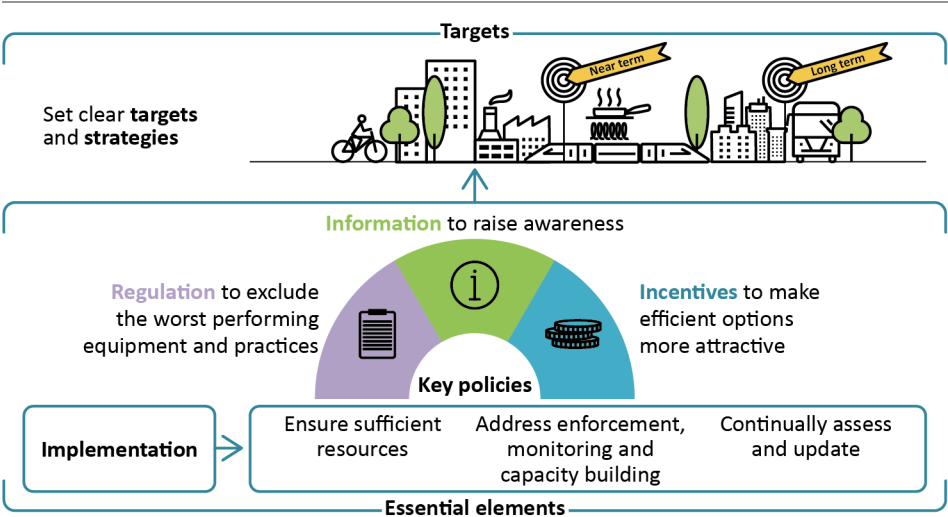 Targets
Near term
Long term
Set clear targets
and strategies
Information to raise awareness
Regulation to exclude
the worst performing
equipment and practices
Incentives to make
efficient options
more attractive
Key policies
Implementation
Ensure sufficient
resources
Address enforcement,
monitoring and
capacity building
Continually assess
and update
Essential elements